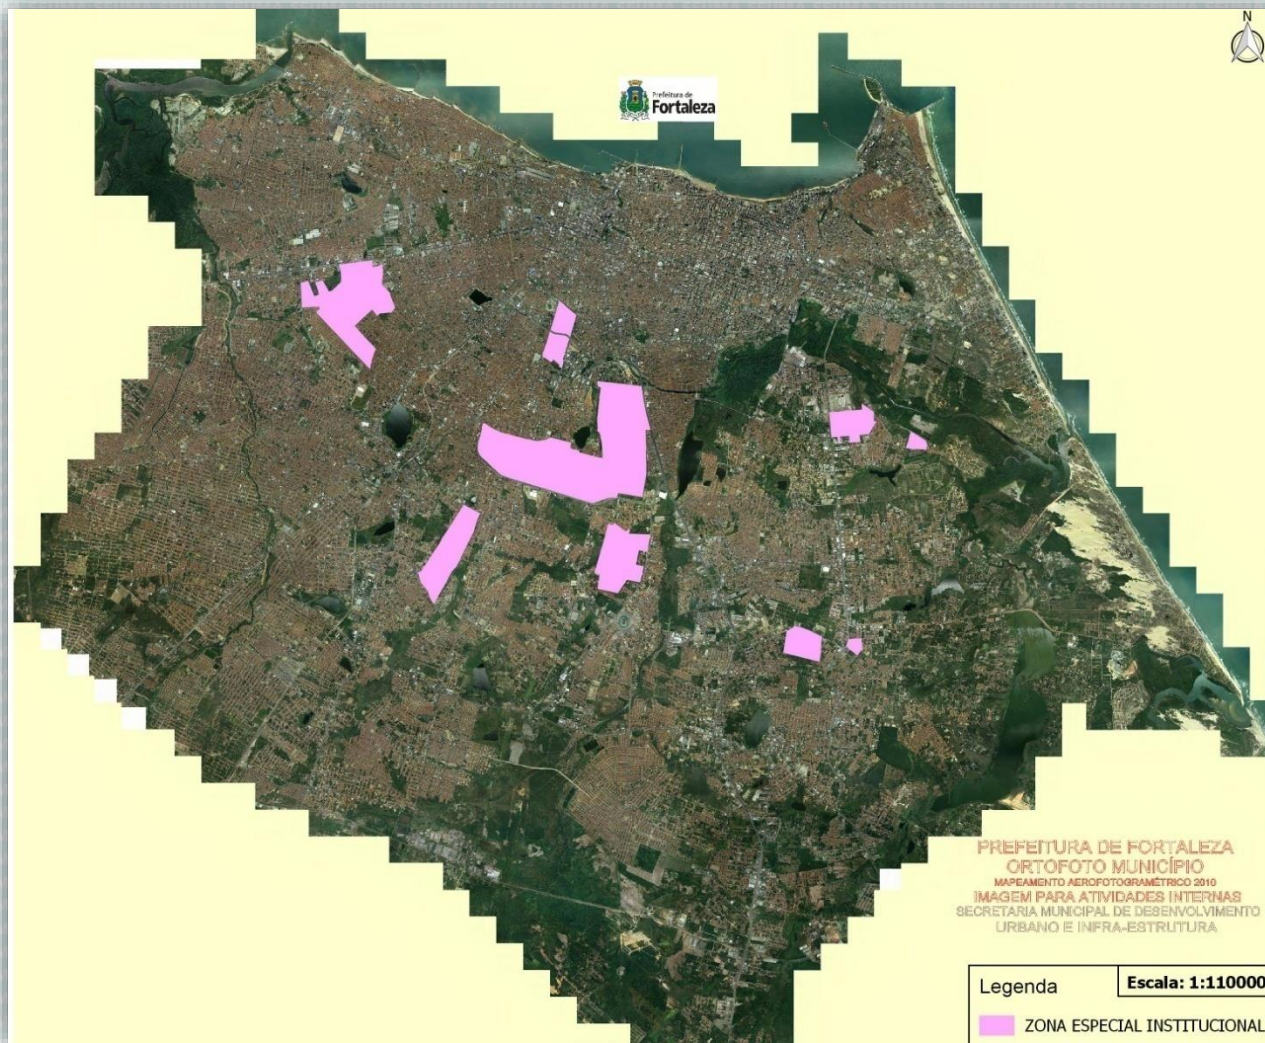 N
Prefeitura de
Fortaleza
PREFEITURA DE FORTALEZA
ORTOFOTO MUNICÍPIO
MAPEAMENTO AEROFOTOGRAMÉTRICO 2010
IMAGEM PARA ATIVIDADES INTERNAS
SECRETARIA MUNICIPAL DE DESENVOLVIMENTO
URBANO E INFRA-ESTRUTURA
Legenda
Escala: 1:110000
ZONA ESPECIAL INSTITUCIONAL